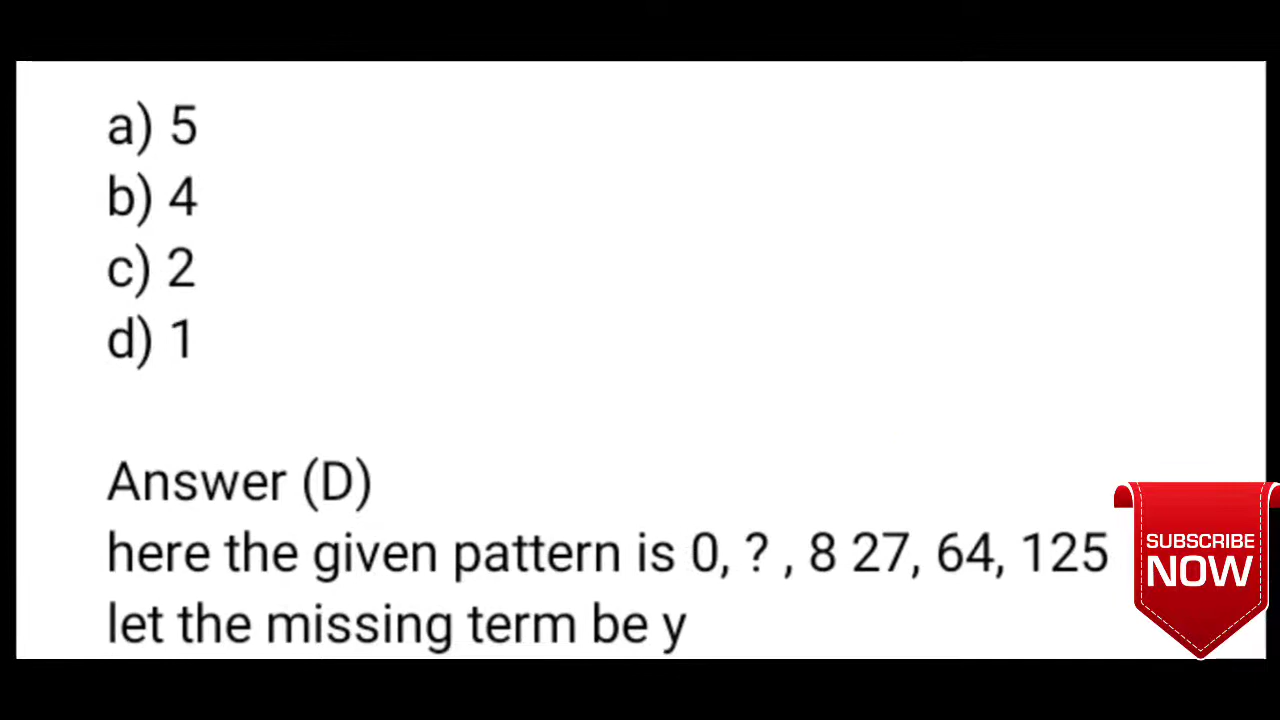 a) 5
b) 4
c) 2
d) 1
Answer (D)
here the given pattern is 0, ? , 8 27, 64, 125
let the missing term be y
SUBSCRIBE
NOW